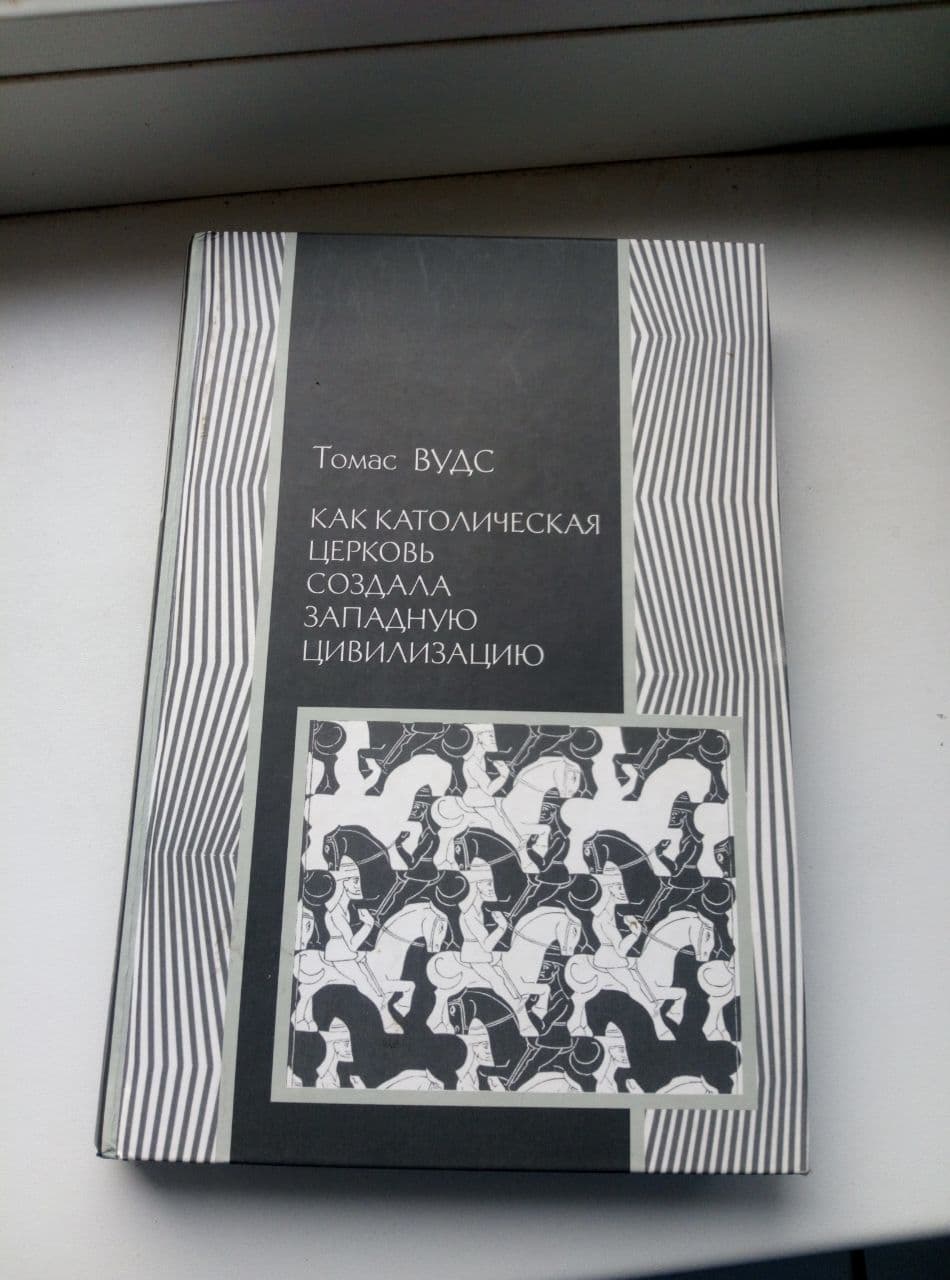 Томас ВУДС
КАК КАТОЛИЧЕСКАЯ
ЦЕРКОВЬ
СОЗДАЛА
ЗАПАДНУЮ
ЦИВИЛИЗАЦИЮ